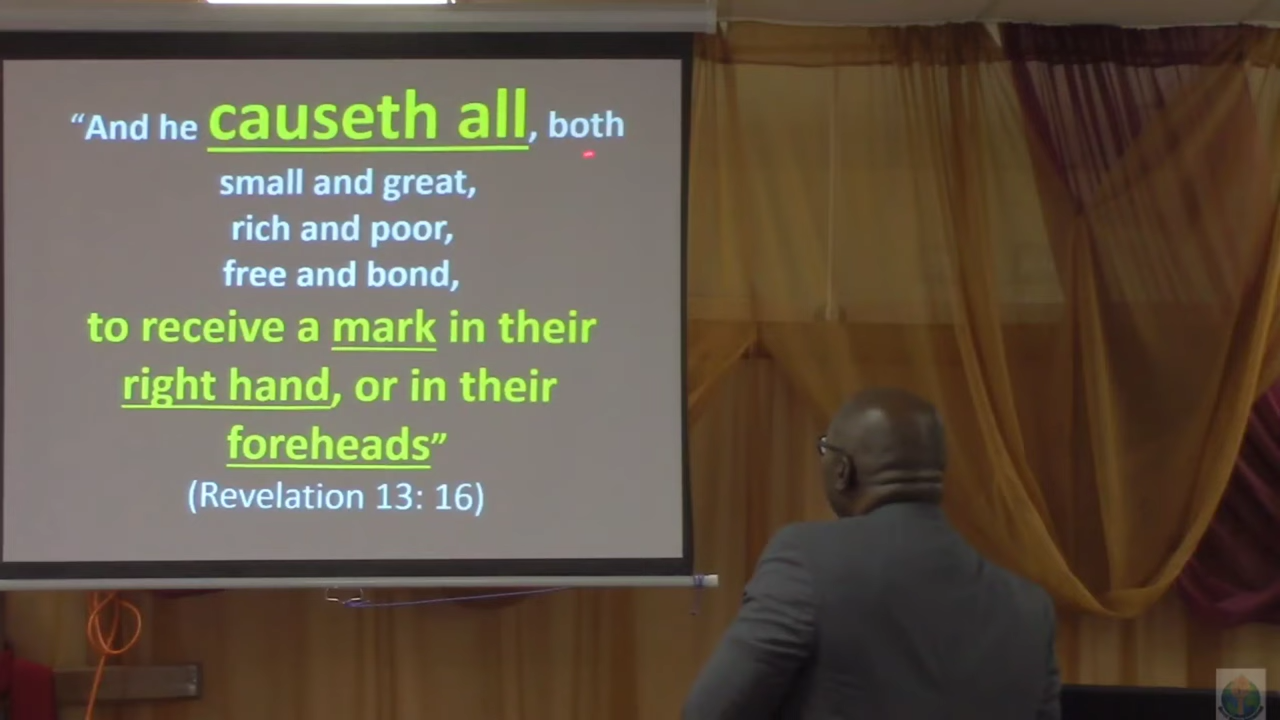 “And he causeth all, both
small and great,
rich and poor,
free and bond,
to receive a mark in their
right hand, or in their
foreheads”
(Revelation 13: 16)